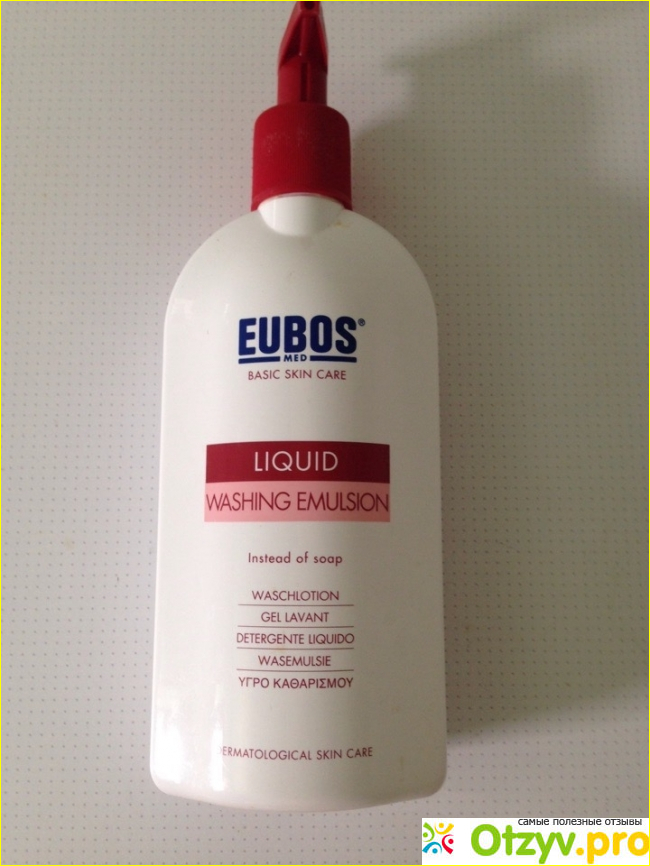 EUBOS®
MED
BASIC SKIN CARE
LIQUID
WASHING EMULSION
Instead of soap
WASCHLOTION
GEL LAVANT
DETERGENTE LIQUIDO
WASEMULSIE
ΥΓΡΟ ΚΑΘΑΡΙΣΜΟΥ
DERMATOLOGICAL SKIN CARE
самые полезные отзывы
Otzyv.pro